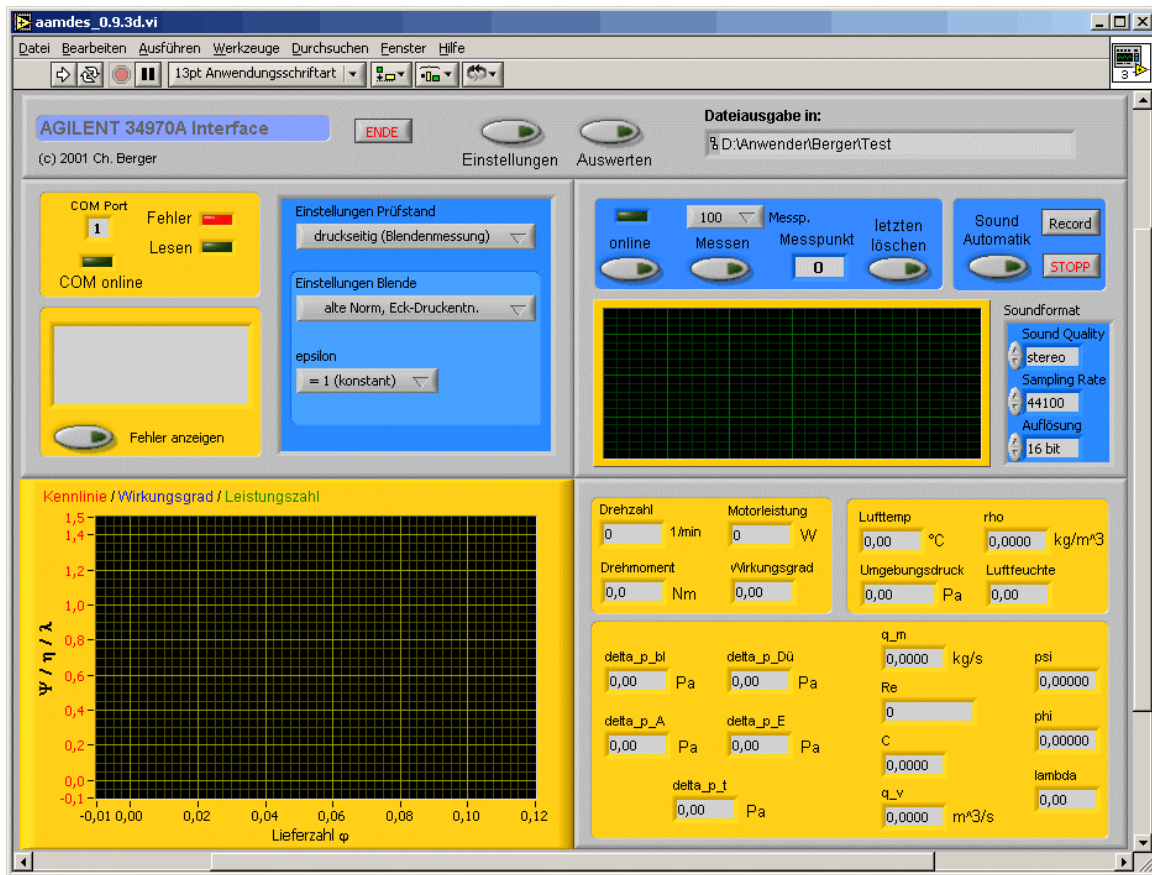 aamdes_0.9.3d.vi
Datei Bearbeiten Ausführen Werkzeuge Durchsuchen Fenster Hilfe
13pt Anwendungsschriftart
3
AGILENT 34970A Interface
ENDE
(c) 2001 Ch. Berger
Einstellungen
Auswerten
Dateiausgabe in:
D:\Anwender\Berger\Test
COM Port
1
Fehler
Lesen
COM online
Fehler anzeigen
Einstellungen Prüfstand
druckseitig (Blendenmessung)
Einstellungen Blende
alte Norm, Eck-Druckentn.
epsilon
= 1 (konstant)
online
100
Messp.
Messen
Messpunkt
0
letzten
löschen
Sound
Automatik
Record
STOPP
Soundformat
Sound Quality
stereo
Sampling Rate
44100
Auflösung
16 bit
Kennlinie / Wirkungsgrad / Leistungszahl
Ψ / η / λ
1,5
1,4
1,2
1,0
0,8
0,6
0,4
0,2
0,0
-0,1
-0,01 0,00 0,02 0,04 0,06 0,08 0,10 0,12
Lieferzahl φ
Drehzahl
0 1/min
Motorleistung
0 W
Drehmoment
0,0 Nm
Wirkungsgrad
0,00
Lufttemp
0,00 °C
rho
0,0000 kg/m^3
Umgebungsdruck
0,00 Pa
Luftfeuchte
0,00
delta_p_bl
0,00 Pa
delta_p_Dü
0,00 Pa
delta_p_A
0,00 Pa
delta_p_E
0,00 Pa
delta_p_t
0,00 Pa
q_m
0,0000 kg/s
Re
0
C
0,0000
q_v
0,0000 m^3/s
psi
0,00000
phi
0,00000
lambda
0,00